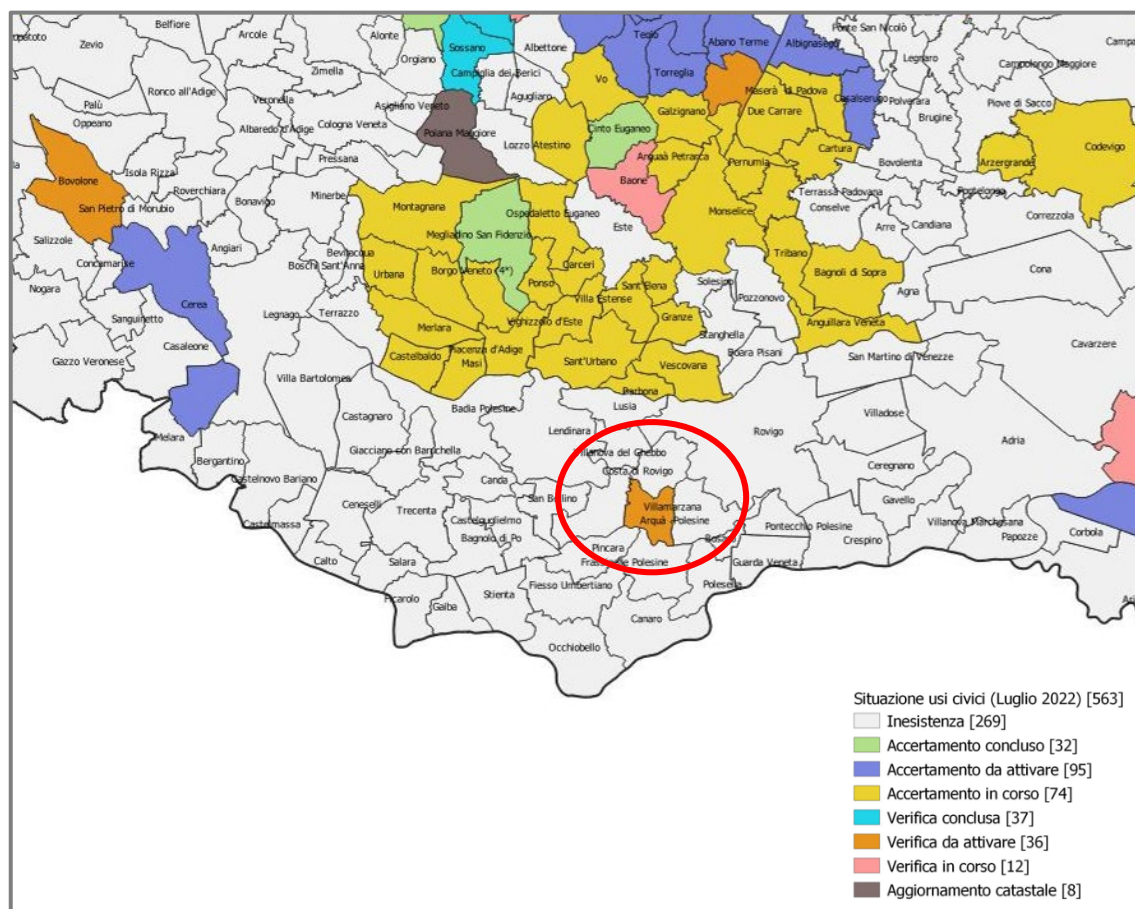 Belfiore
Zevio
Arcole
Alonte
Orgiano
Sossano
Albettone
Teolo
Abano Terme
Albignasego
Ponte San Nicolò
Legnaro
Campolongo Maggiore
Ronco all'Adige
Zimella
Campiglia dei Berici
Agugliaro
Vo
Torreglia
Palù
Oppeano
Veronella
Asigliano Veneto
Albaredo d'Adige
Cologna Veneta
Poiana Maggiore
Lozzo Atestino
Cinto Euganeo
Galzignano
Maserà di Padova
Due Carrare
Casalserugo
Polverara
Brugine
Piove di Sacco
Codevigo
Isola Rizza
Pressana
Arquà Petrarca
Pernumia
Cartura
Bovolenta
Arzergrande
Bovolone
Roverchiara
Bonavigo
Minerbe
Montagnana
Baone
Terrassa Padovana
Pontelongo
San Pietro di Morubio
Ospedaletto Euganeo
Monselice
Conselve
Candiana
Correzzola
Salizzole
Angiari
Megliadino San Fidenzio
Este
Arre
Concamarise
Bevilacqua
Boschi Sant'Anna
Urbana
Borgo Veneto (4*)
Carceri
Tribano
Bagnoli di Sopra
Cona
Nogara
Cerea
Ponso
Sant'Elena
Solesino
Pozzonovo
Agna
Sanguinetto
Legnago
Terrazzo
Villa Estense
Merlara
Vighizzolo d'Este
Granze
Stanghella
Anguillara Veneta
Casaleone
Cavarzere
Gazzo Veronese
Castelbaldo
Piacenza d'Adige
Masi
Sant'Urbano
Vescovana
Boara Pisani
San Martino di Venezze
Villa Bartolomea
Barbona
Castagnaro
Badia Polesine
Lusia
Villadose
Melara
Lendinara
Rovigo
Adria
Giacciano con Baruchella
Villanova del Ghebbo
Bergantino
Costa di Rovigo
Ceregnano
Castelnovo Bariano
Canda
San Bellino
Gavello
Ceneselli
Trecenta
Villamarzana
Castelmassa
Castelguglielmo
Arquà Polesine
Pontecchio Polesine
Villanova Marchesana
Corbola
Bagnolo di Po
Bosaro
Crespino
Papozze
Calto
Salara
Pincara
Frassinelle Polesine
Guarda Veneta
Ficarolo
Gaiba
Stienta
Fiesso Umbertiano
Polesella
Canaro
Occhiobello
Situazione usi civici (Luglio 2022) [563]
Inesistenza [269]
Accertamento concluso [32]
Accertamento da attivare [95]
Accertamento in corso [74]
Verifica conclusa [37]
Verifica da attivare [36]
Verifica in corso [12]
Aggiornamento catastale [8]